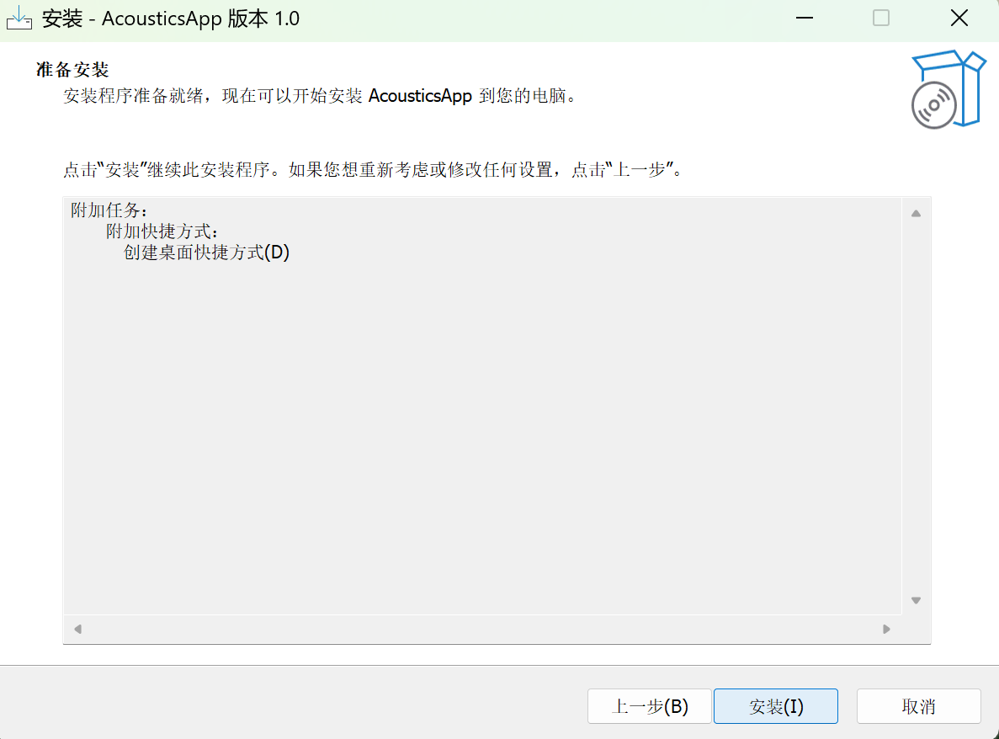 安装 - AcousticsApp 版本 1.0
准备安装
安装程序准备就绪，现在可以开始安装 AcousticsApp 到您的电脑。
点击“安装”继续此安装程序。如果您想重新考虑或修改任何设置，点击“上一步”。
附加任务:
附加快捷方式:
创建桌面快捷方式(D)
上一步(B)
安装(I)
取消